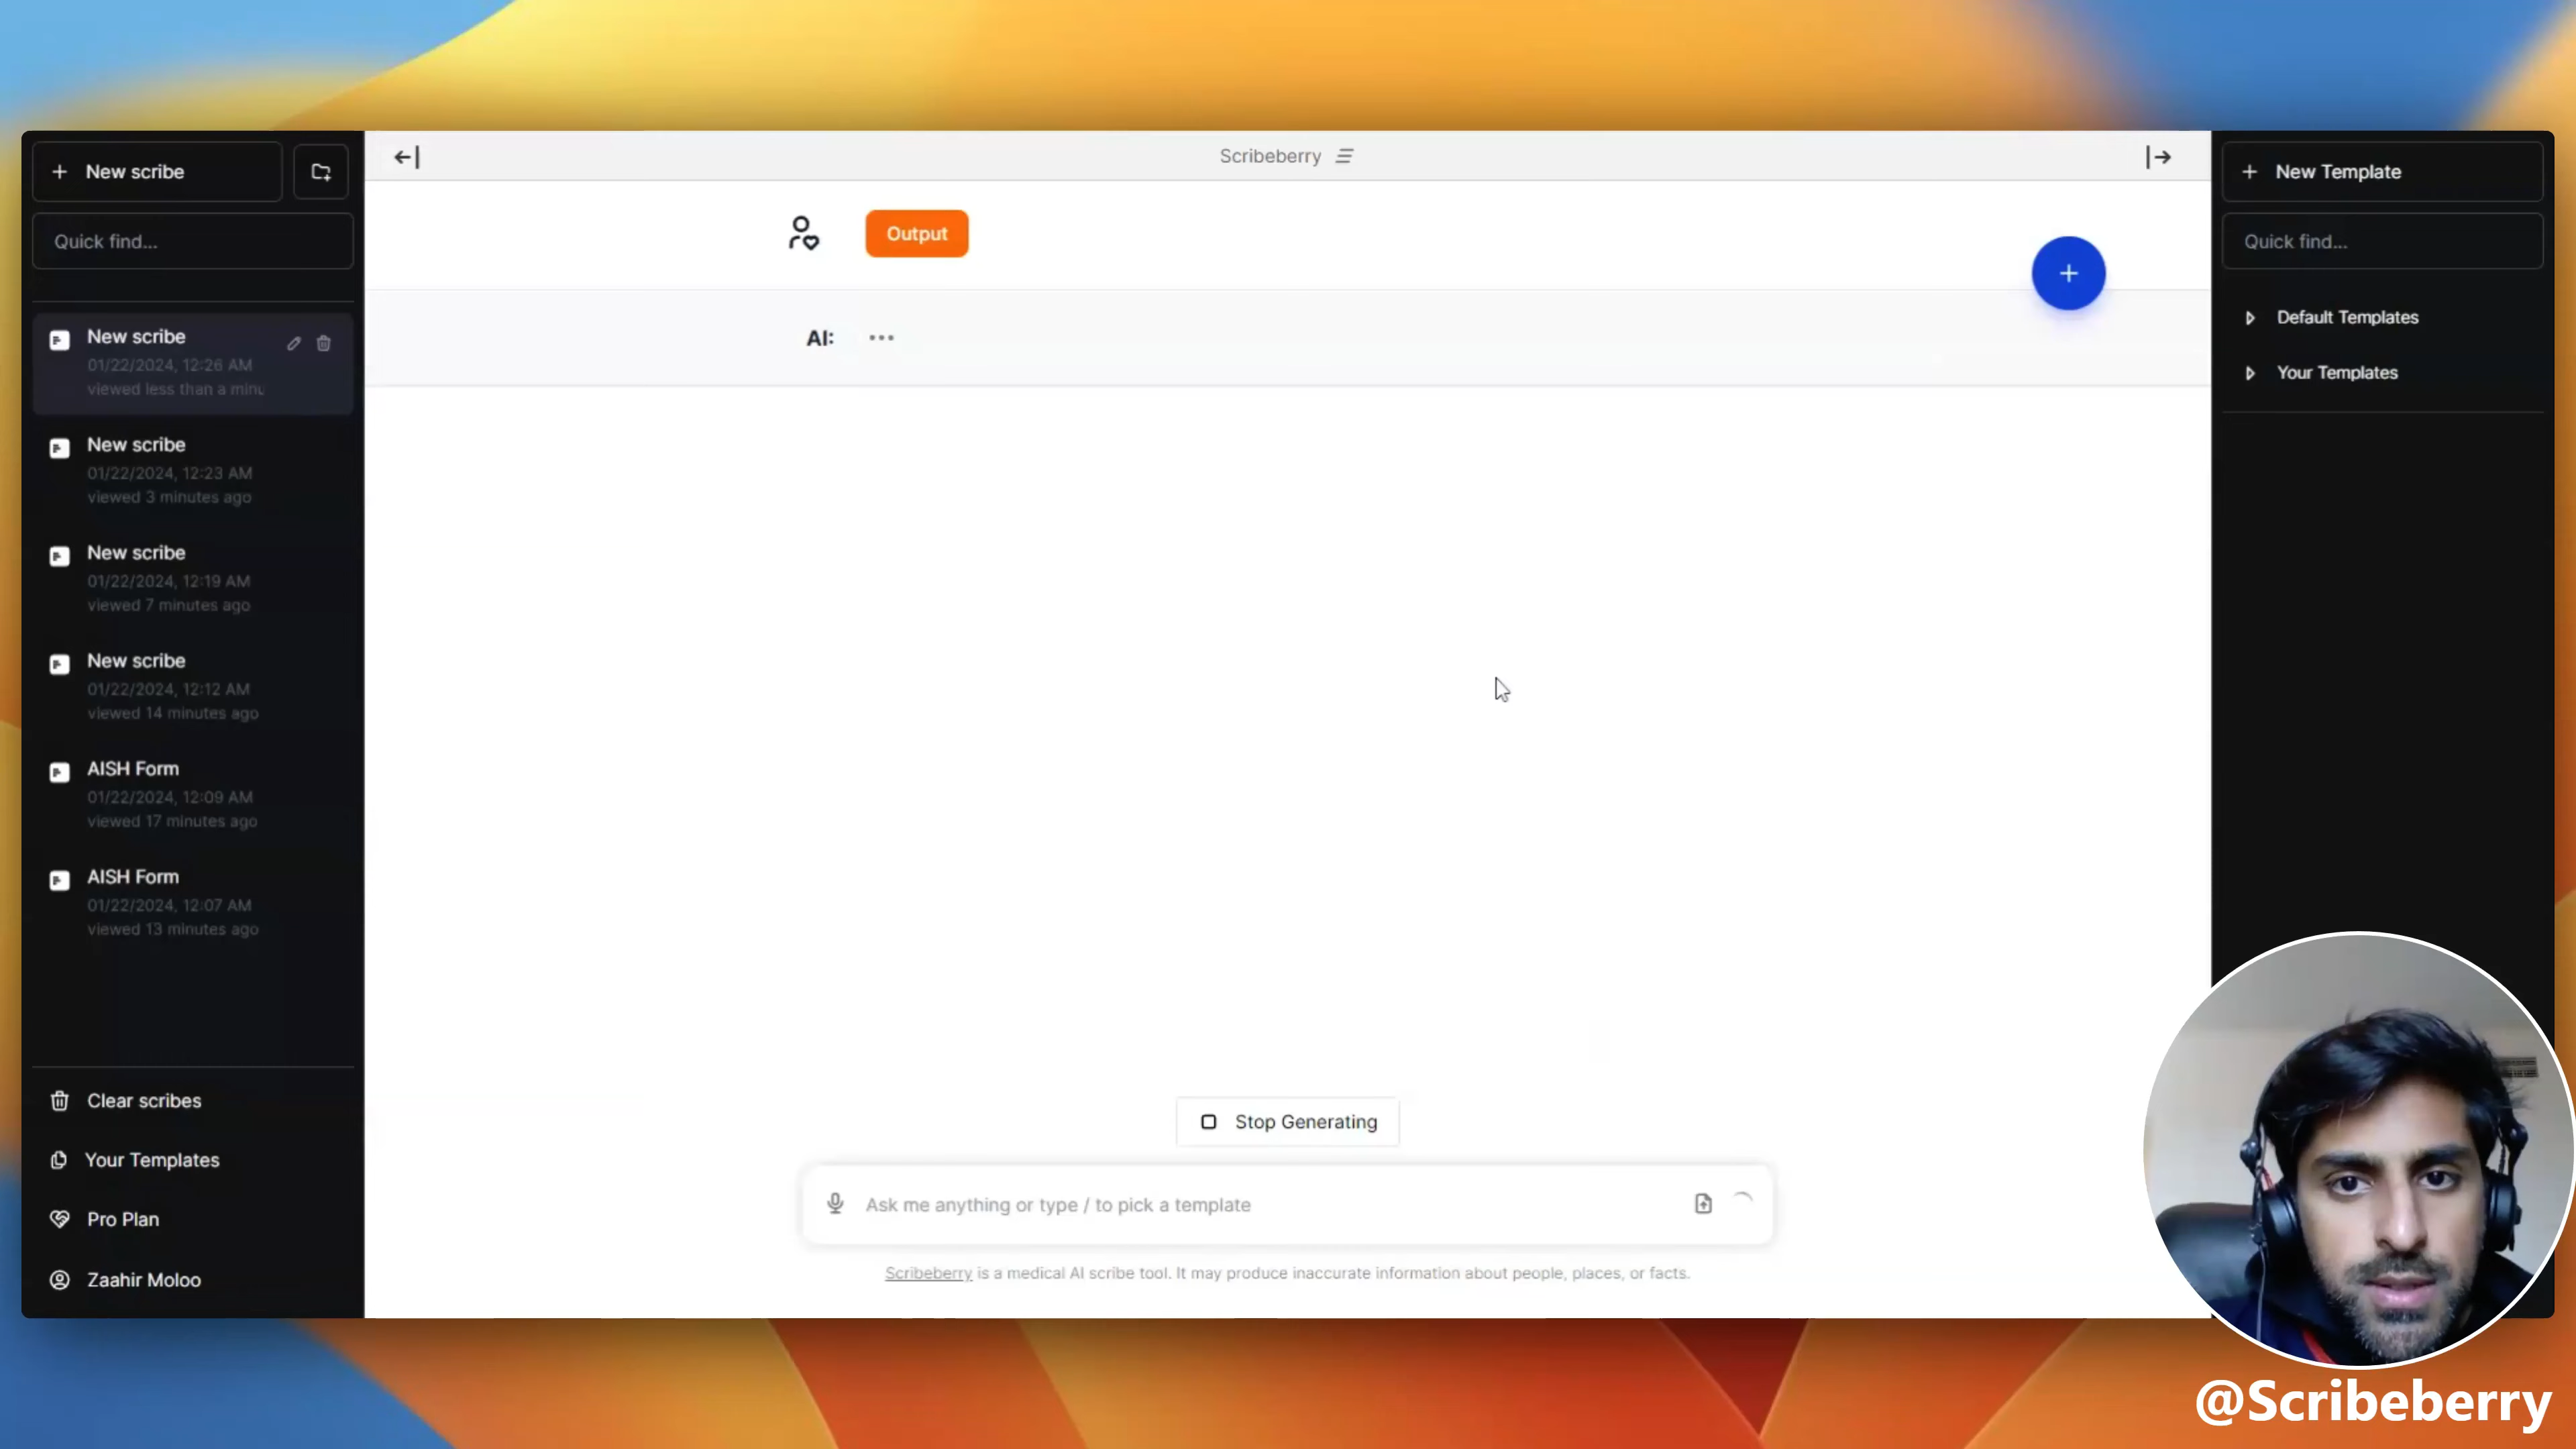 New scribe
Quick find...
New scribe
01/22/2024, 12:26 AM
viewed less than a minu
New scribe
01/22/2024, 12:23 AM
viewed 3 minutes ago
New scribe
01/22/2024, 12:19 AM
viewed 7 minutes ago
New scribe
01/22/2024, 12:12 AM
viewed 14 minutes ago
AISH Form
01/22/2024, 12:09 AM
viewed 17 minutes ago
AISH Form
01/22/2024, 12:07 AM
viewed 13 minutes ago
Clear scribes
Your Templates
Pro Plan
Zaahir Moloo
Scribeberry
Output
AI: •••
Stop Generating
Ask me anything or type / to pick a template
Scribeberry is a medical AI scribe tool. It may produce inaccurate information about people, places, or facts.
New Template
Quick find...
Default Templates
Your Templates
@Scribeberry